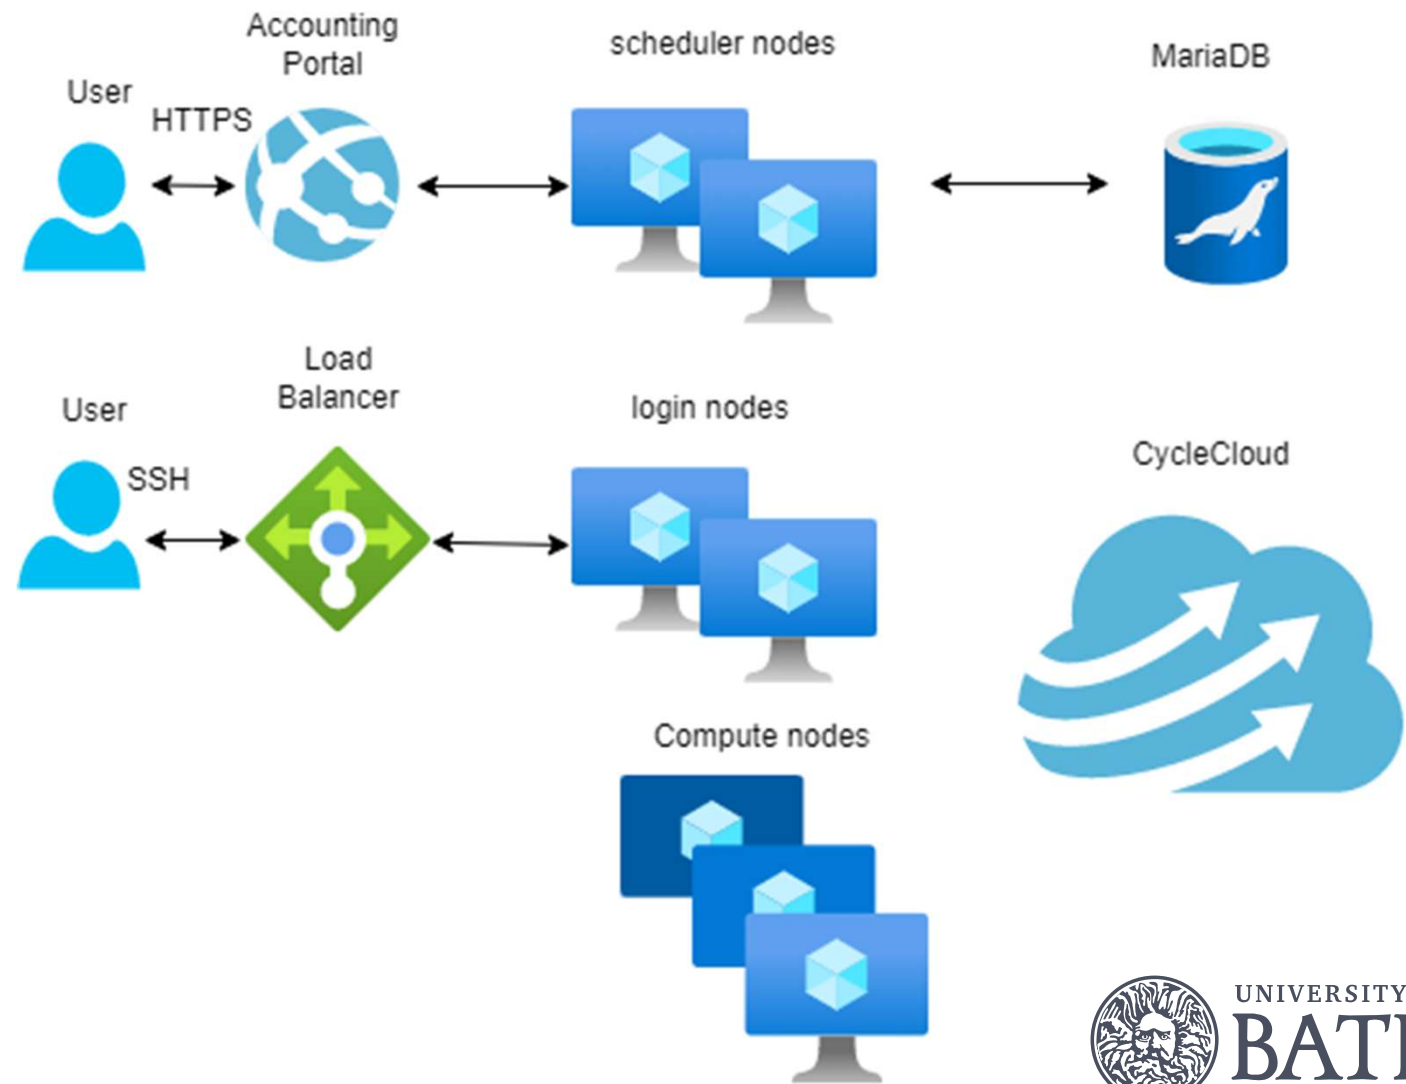 Accounting
Portal
scheduler nodes
MariaDB
User
HTTPS
Load
Balancer
login nodes
User
SSH
CycleCloud
Compute nodes
UNIVERSITY